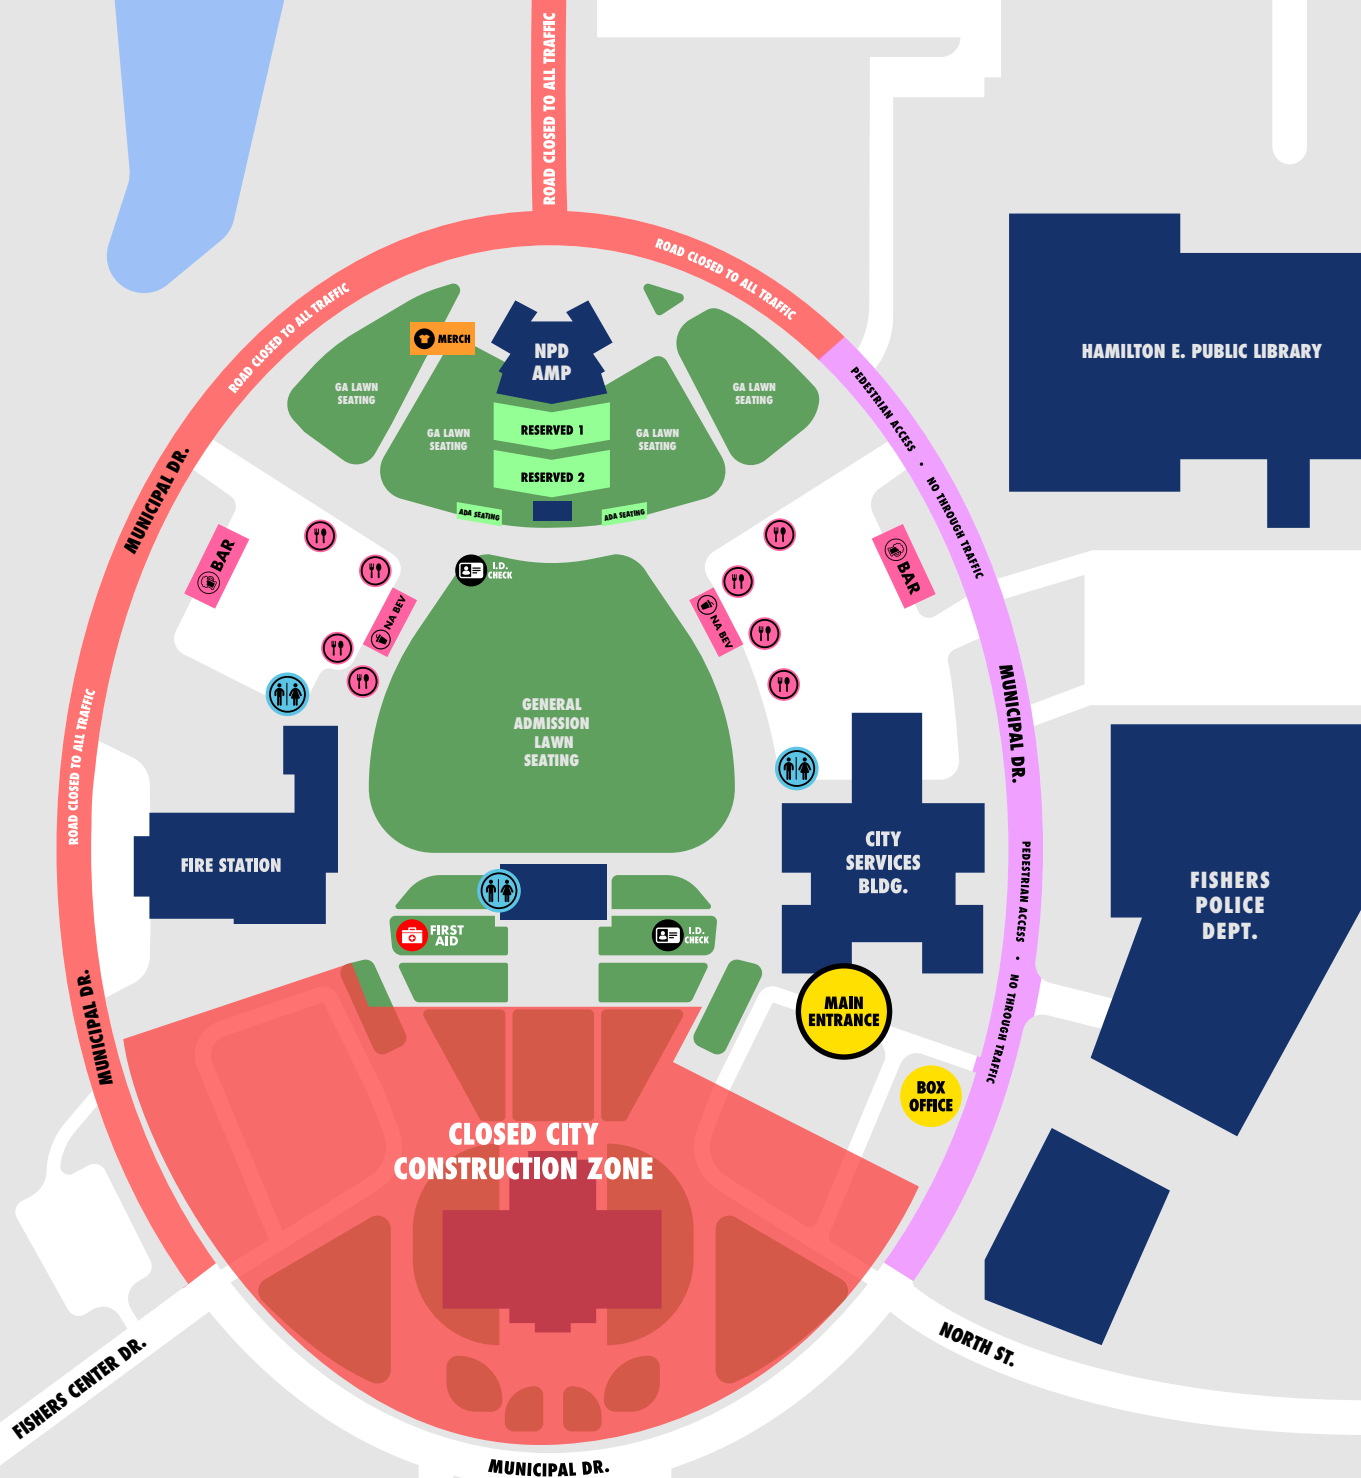 ROAD CLOSED TO ALL TRAFFIC
ROAD CLOSED TO ALL TRAFFIC
ROAD CLOSED TO ALL TRAFFIC
MERCH
NPD
AMP
HAMILTON E. PUBLIC LIBRARY
GA LAWN
SEATING
GA LAWN
SEATING
GA LAWN
SEATING
GA LAWN
SEATING
RESERVED 1
RESERVED 2
ADA SEATING
ADA SEATING
PEDESTRIAN ACCESS • NO THROUGH TRAFFIC
MUNICIPAL DR.
BAR
BAR
I.D.
CHECK
NA BEV
NA BEV
GENERAL
ADMISSION
LAWN
SEATING
MUNICIPAL DR.
ROAD CLOSED TO ALL TRAFFIC
FIRE STATION
CITY
SERVICES
BLDG.
FISHERS
POLICE
DEPT.
PEDESTRIAN ACCESS • NO THROUGH TRAFFIC
FIRST
AID
I.D.
CHECK
MUNICIPAL DR.
MAIN
ENTRANCE
BOX
OFFICE
CLOSED CITY
CONSTRUCTION ZONE
FISHERS CENTER DR.
NORTH ST.
MUNICIPAL DR.